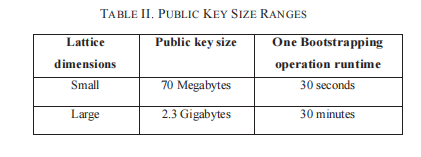 TABLE II. PUBLIC KEY SIZE RANGES
Lattice dimensions Public key size One Bootstrapping operation runtime
Small 70 Megabytes 30 seconds
Large 2.3 Gigabytes 30 minutes